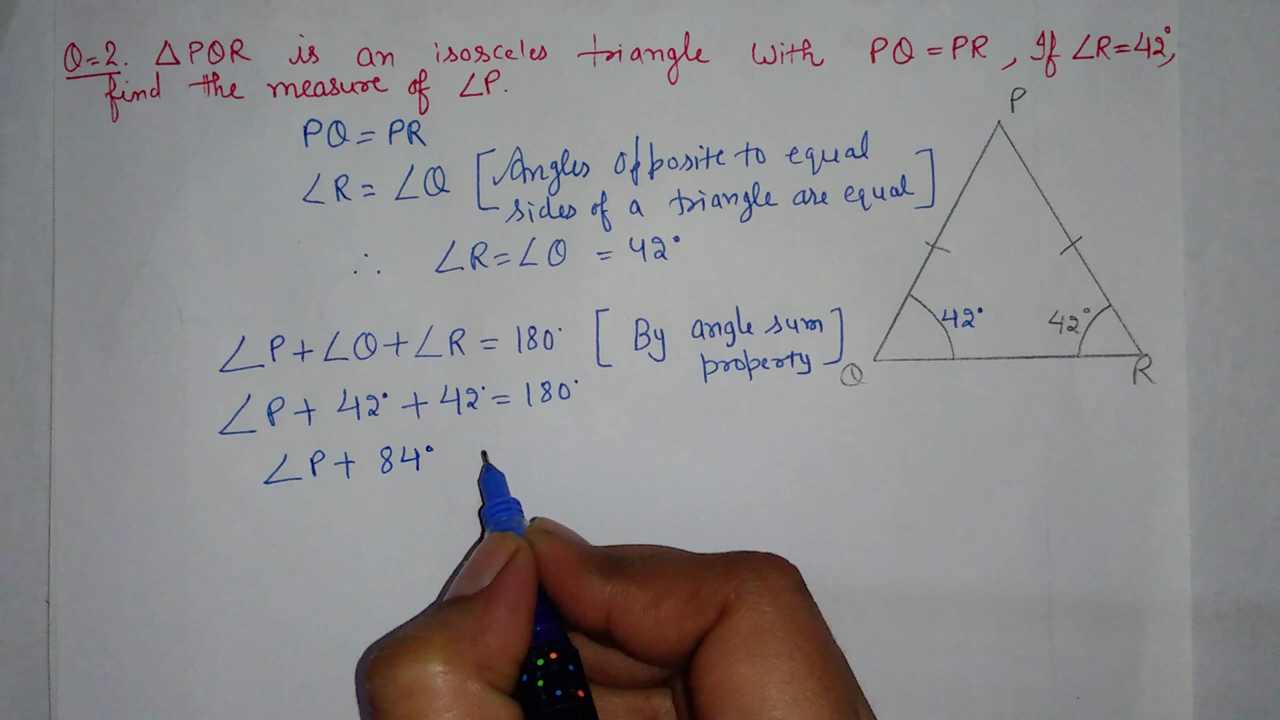 Q=2. △PQR is an isosceles triangle with PQ = PR, If ∠R=42°,
find the measure of ∠P.
PQ = PR
∠R = ∠Q [Angles opposite to equal
sides of a triangle are equal]
∴ ∠R=∠Q = 42°
∠P+∠Q+∠R = 180° [By angle sum
property]
∠P+ 42° + 42° = 180°
∠P+ 84°
P
42°
42°
Q
R